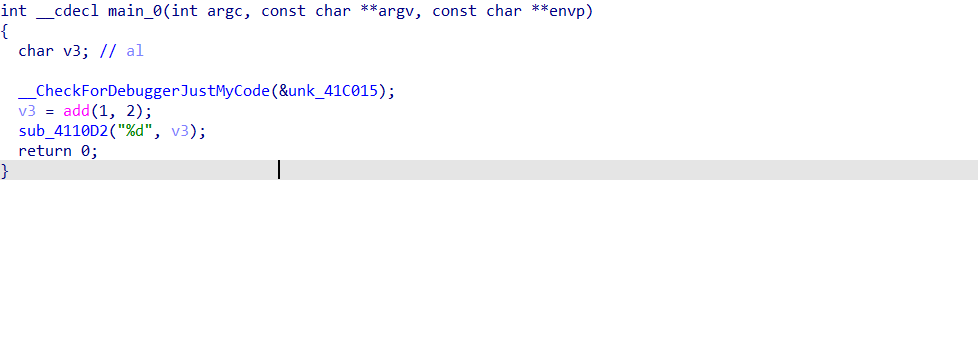 int __cdecl main_0(int argc, const char **argv, const char **envp)
{
  char v3; // al
  __CheckForDebuggerJustMyCode(&unk_41C015);
  v3 = add(1, 2);
  sub_4110D2("%d", v3);
  return 0;
}